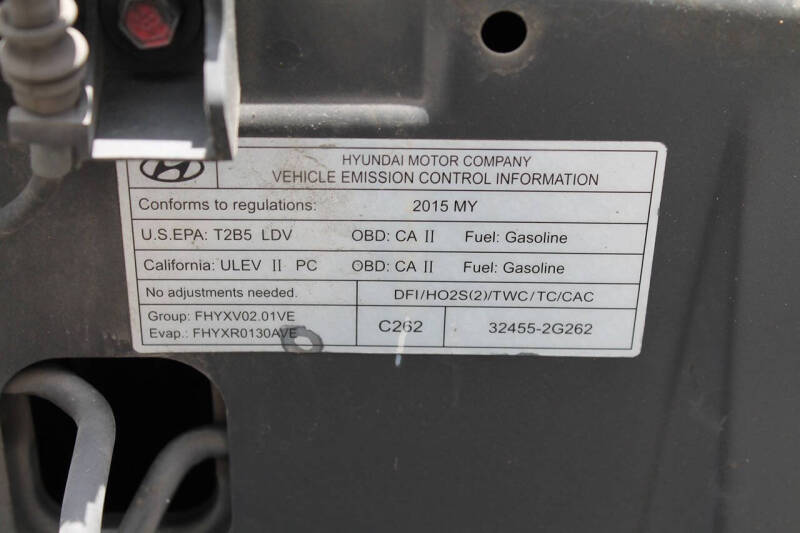 HYUNDAI MOTOR COMPANY
VEHICLE EMISSION CONTROL INFORMATION
Conforms to regulations: 2015 MY
U.S.EPA: T2B5 LDV OBD: CA II Fuel: Gasoline
California: ULEV II PC OBD: CA II Fuel: Gasoline
No adjustments needed. DFI/HO2S(2)/TWC/TC/CAC
Group: FHYXV02.01VE
Evap.: FHYXR0130AVE
C262 32455-2G262